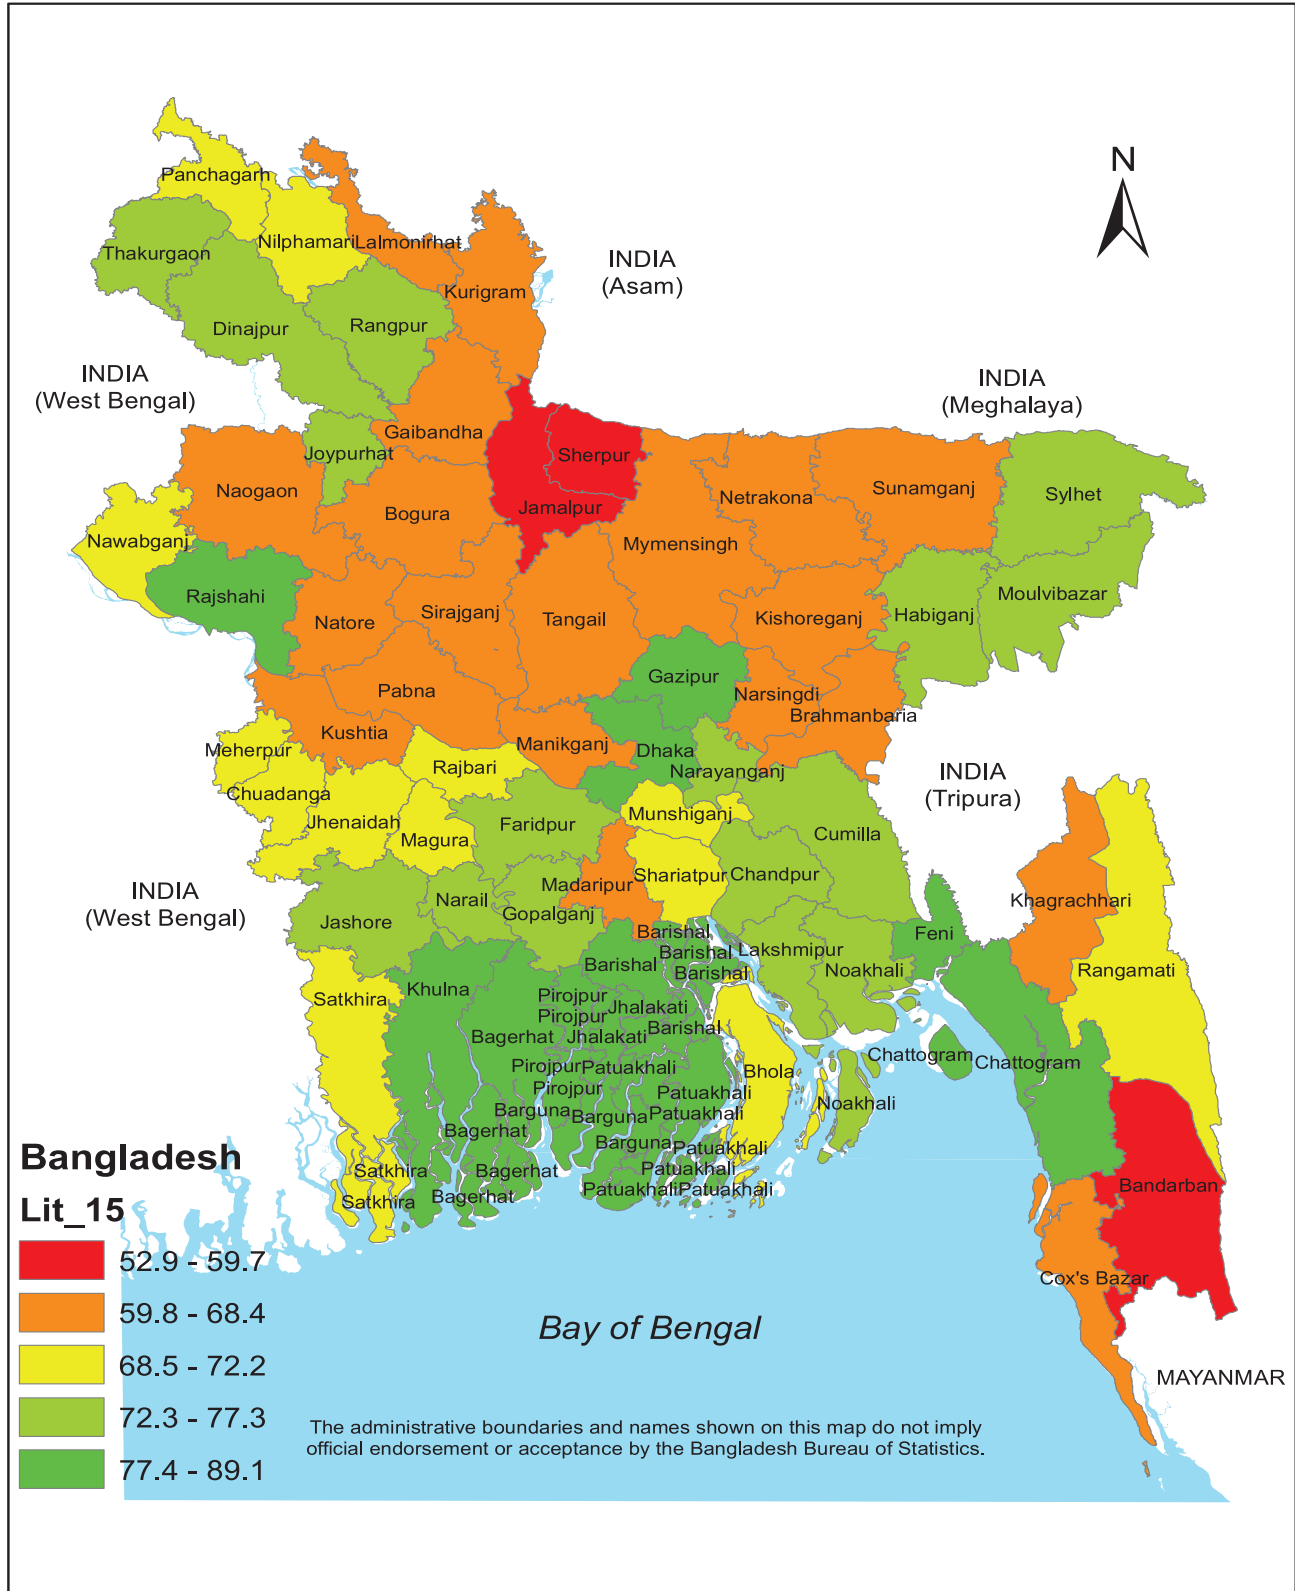 N
Panchagarh
Thakurgaon
Nilphamari
Lalmonirhat
Kurigram
Dinajpur
Rangpur
INDIA
(Asam)
INDIA
(West Bengal)
INDIA
(Meghalaya)
Gaibandha
Joypurhat
Sherpur
Jamalpur
Naogaon
Bogura
Netrakona
Sunamganj
Sylhet
Nawabganj
Mymensingh
Rajshahi
Natore
Sirajganj
Tangail
Kishoreganj
Habiganj
Moulvibazar
Gazipur
Pabna
Narsingdi
Brahmanbaria
Kushtia
Manikganj
Dhaka
Meherpur
Rajbari
Narayanganj
INDIA
(Tripura)
Chuadanga
Jhenaidah
Magura
Faridpur
Munshiganj
Cumilla
INDIA
(West Bengal)
Madaripur
Shariatpur
Chandpur
Khagrachhari
Jashore
Narail
Gopalganj
Barishal
Barishal
Barishal
Barishal
Lakshmipur
Noakhali
Feni
Rangamati
Satkhira
Khulna
Pirojpur
Pirojpur
Jhalakati
Jhalakati
Barishal
Bagerhat
Pirojpur
Pirojpur
Patuakhali
Bhola
Chattogram
Chattogram
Patuakhali
Patuakhali
Noakhali
Barguna
Barguna
Barguna
Bagerhat
Patuakhali
Satkhira
Bagerhat
Patuakhali
Satkhira
Bagerhat
Patuakhali
Patuakhali
Bandarban
Cox's Bazar
Bangladesh
Lit_15
52.9 - 59.7
59.8 - 68.4
68.5 - 72.2
72.3 - 77.3
77.4 - 89.1
Bay of Bengal
MAYANMAR
The administrative boundaries and names shown on this map do not imply
official endorsement or acceptance by the Bangladesh Bureau of Statistics.